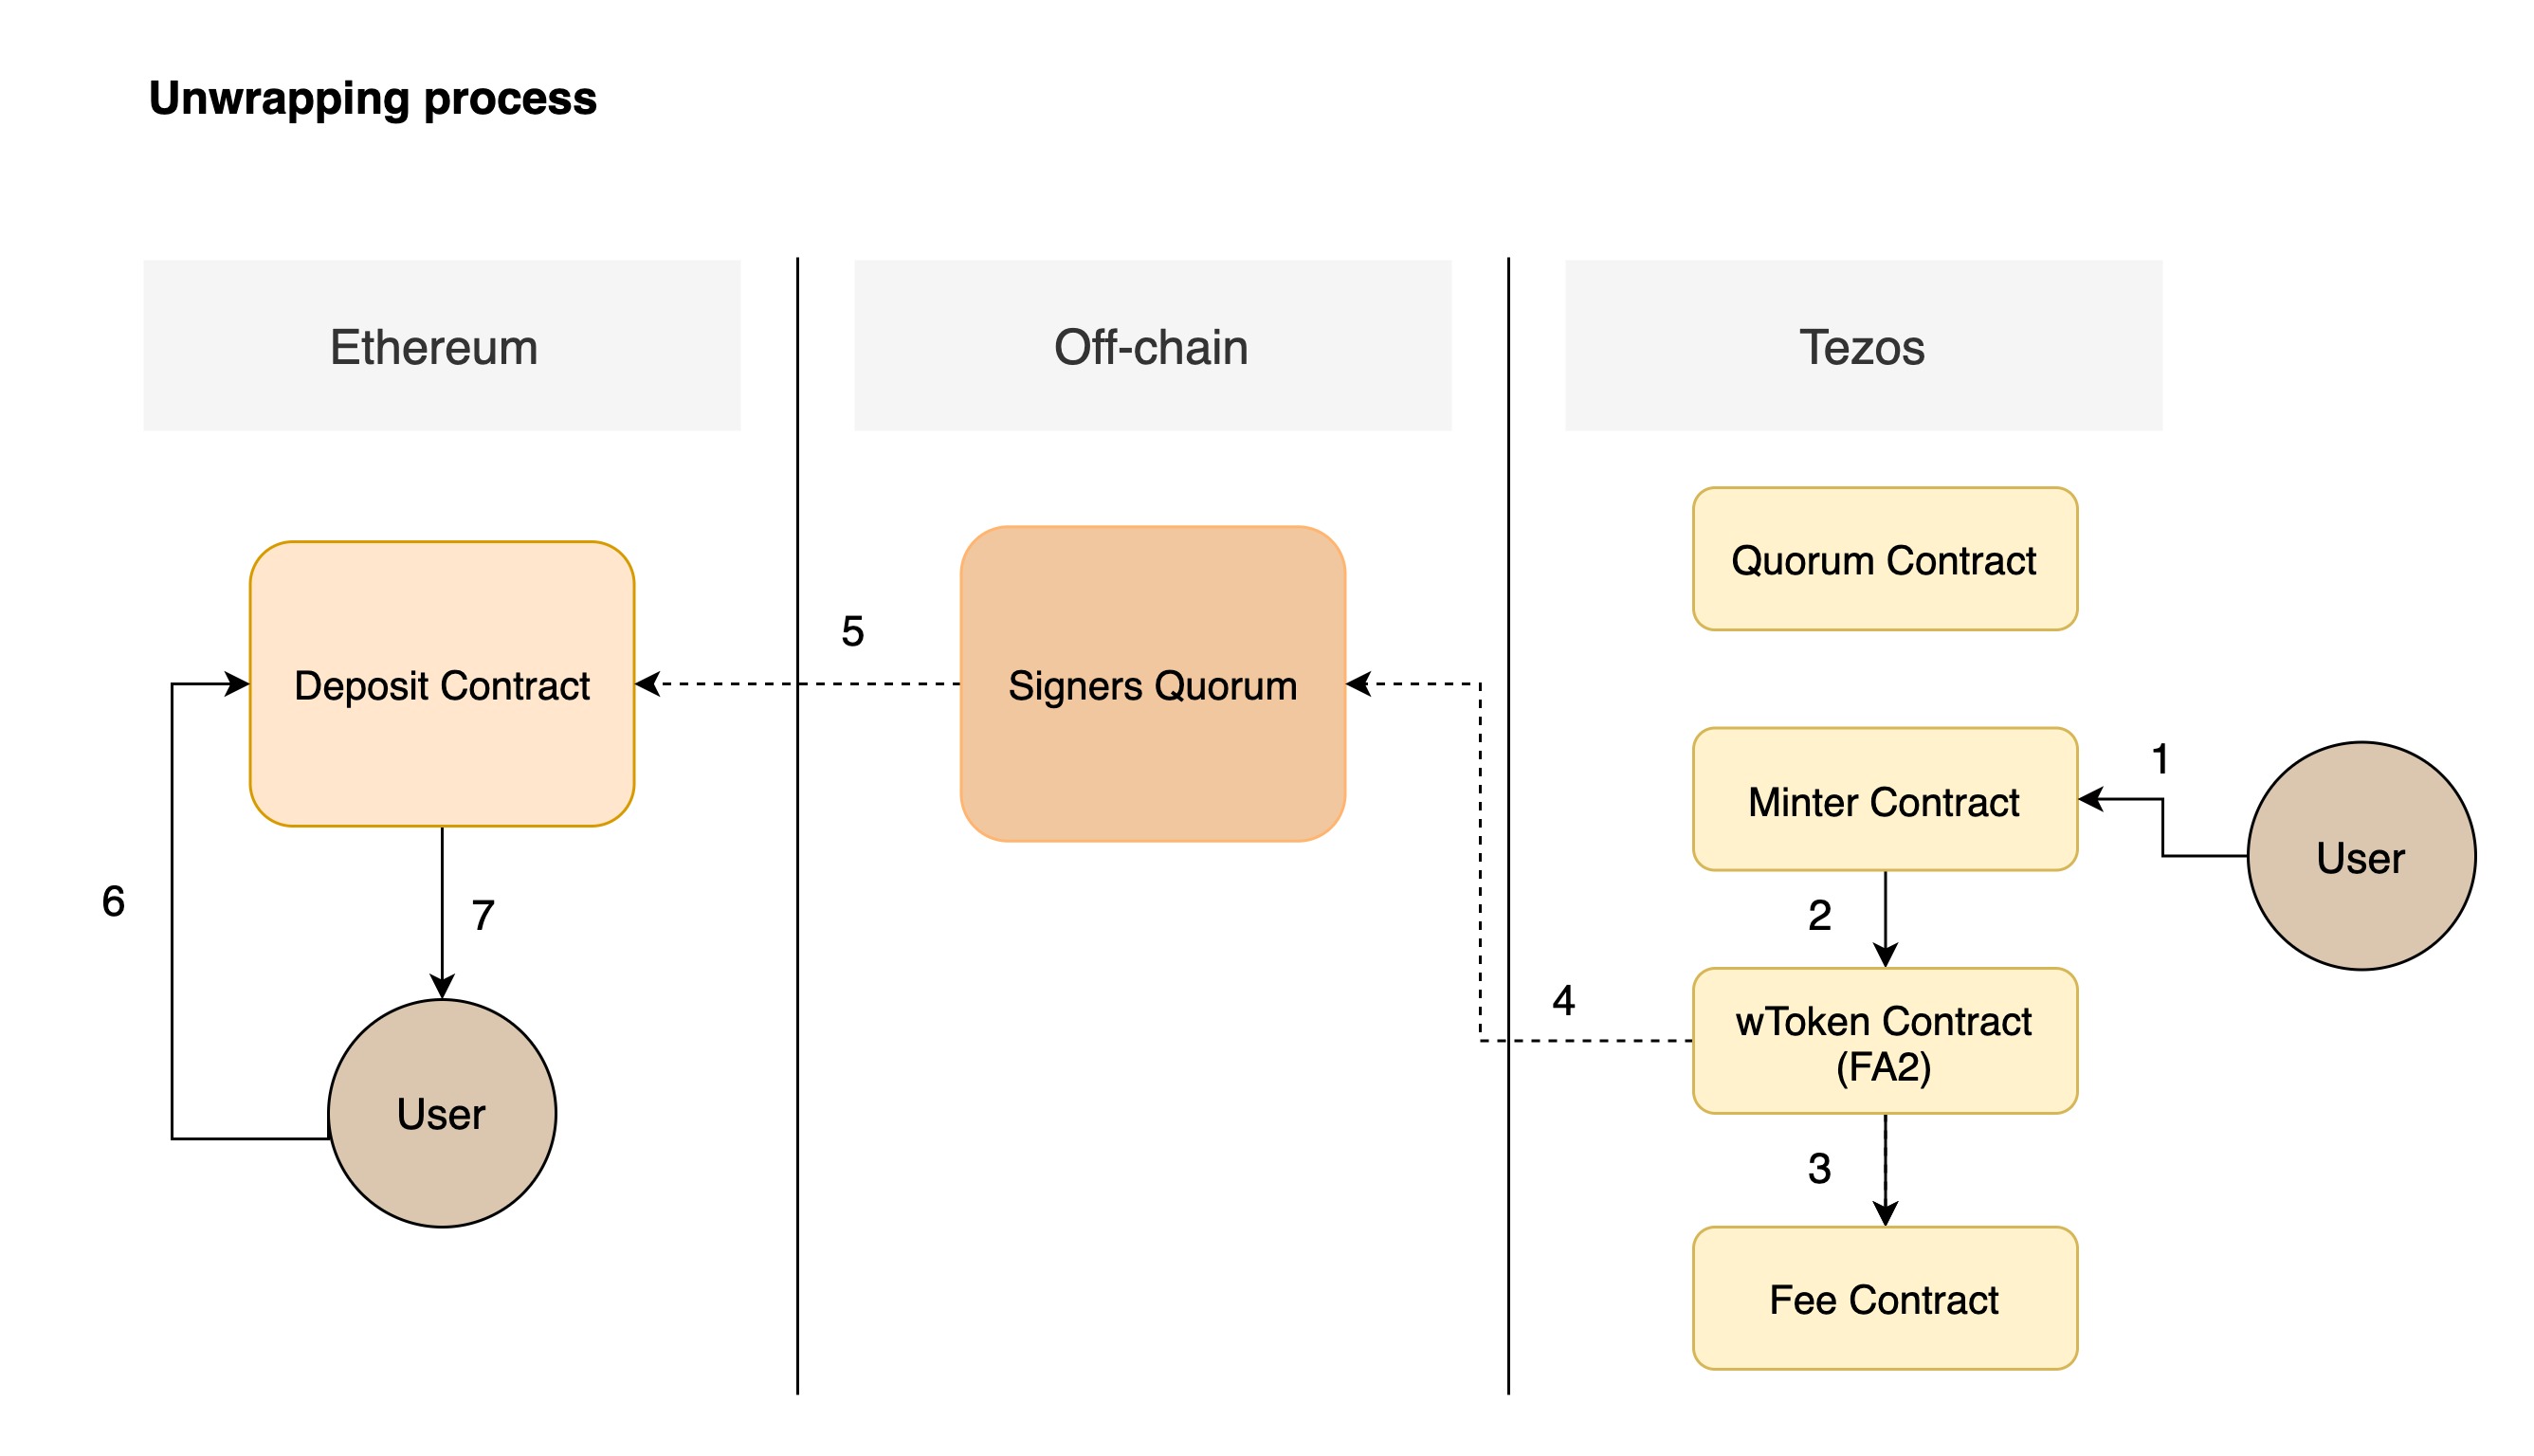 Unwrapping process
Ethereum
Off-chain
Tezos
Quorum Contract
5
Deposit Contract
Signers Quorum
1
Minter Contract
User
6
7
2
4
wToken Contract
(FA2)
User
3
Fee Contract